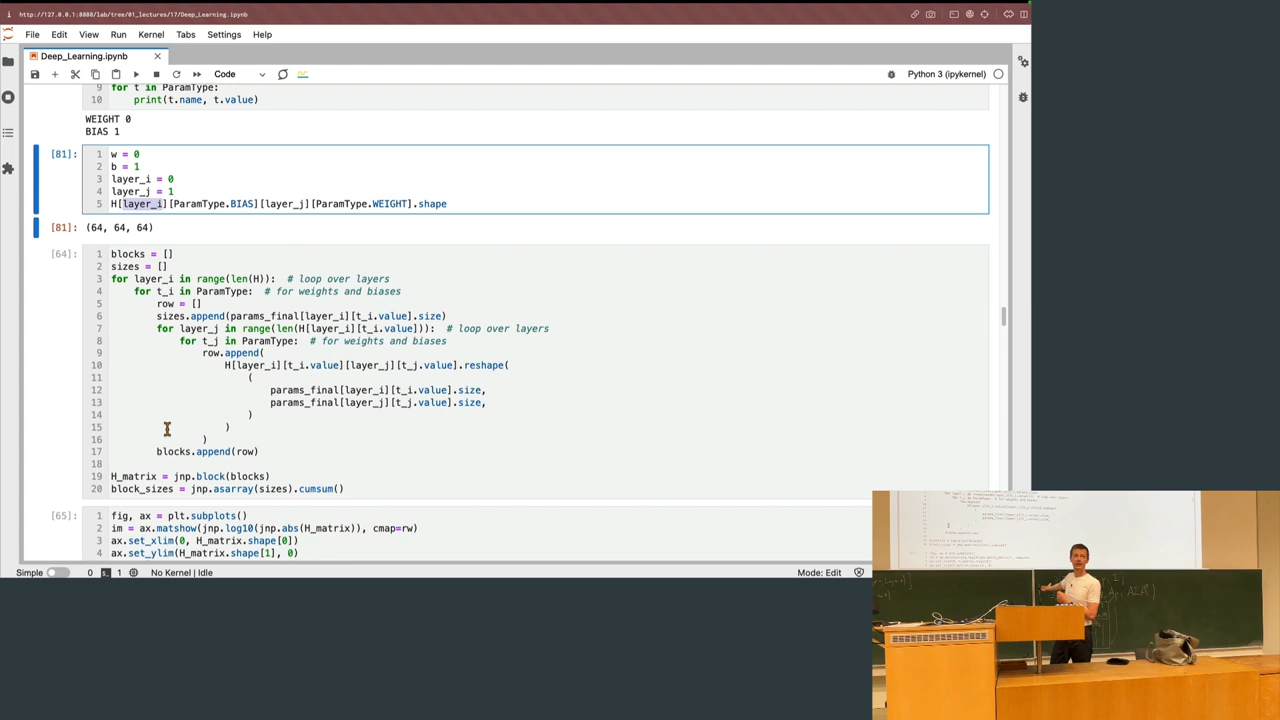 http://127.0.0.1:8888/lab/tree/01_lectures/17/Deep_Learning.ipynb
File Edit View Run Kernel Tabs Settings Help
Deep_Learning.ipynb
Code
Python 3 (ipykernel)
9 for t in ParamType:
10 print(t.name, t.value)
WEIGHT 0
BIAS 1
[81]:
1 w = 0
2 b = 1
3 layer_i = 0
4 layer_j = 1
5 H[layer_i][ParamType.BIAS][layer_j][ParamType.WEIGHT].shape
[81]: (64, 64, 64)
[64]:
1 blocks = []
2 sizes = []
3 for layer_i in range(len(H)): # loop over layers
4 for t_i in ParamType: # for weights and biases
5 row = []
6 sizes.append(params_final[layer_i][t_i.value].size)
7 for layer_j in range(len(H[layer_i][t_i.value])): # loop over layers
8 for t_j in ParamType: # for weights and biases
9 row.append(
10 H[layer_i][t_i.value][layer_j][t_j.value].reshape(
11 (
12 params_final[layer_i][t_i.value].size,
13 params_final[layer_j][t_j.value].size,
14 )
15 )
16 )
17 blocks.append(row)
18
19 H_matrix = jnp.block(blocks)
20 block_sizes = jnp.asarray(sizes).cumsum()
[65]:
1 fig, ax = plt.subplots()
2 im = ax.matshow(jnp.log10(jnp.abs(H_matrix)), cmap=rw)
3 ax.set_xlim(0, H_matrix.shape[0])
4 ax.set_ylim(H_matrix.shape[1], 0)
Simple 0 1 No Kernel | Idle
Mode: Edit